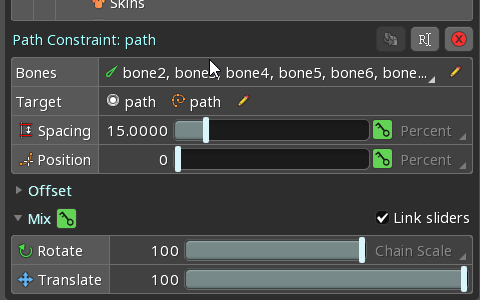 Skins
Path Constraint: path
Bones bone2, bone3, bone4, bone5, bone6, bone...
Target path path
Spacing 15.0000 Percent
Position 0 Percent
Offset
Mix Link sliders
Rotate 100 Chain Scale
Translate 100